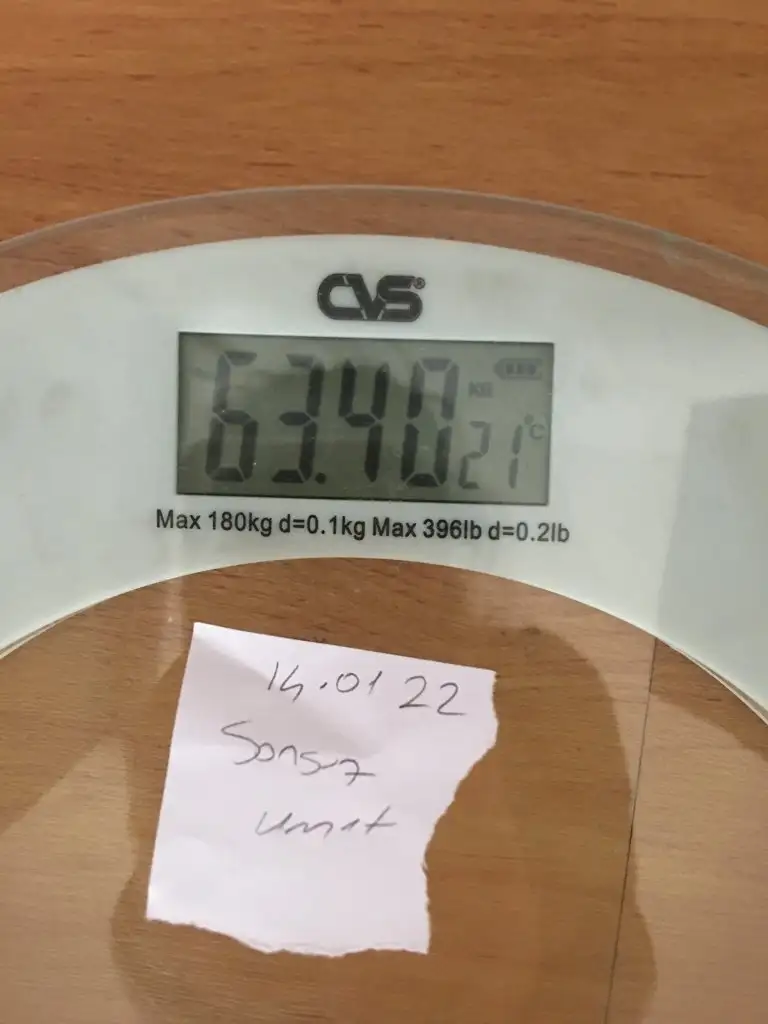 CVS®
63.40 KG
21 °C
Max 180kg d=0.1kg Max 396lb d=0.2lb
14.01 22
Sonsuz
umut